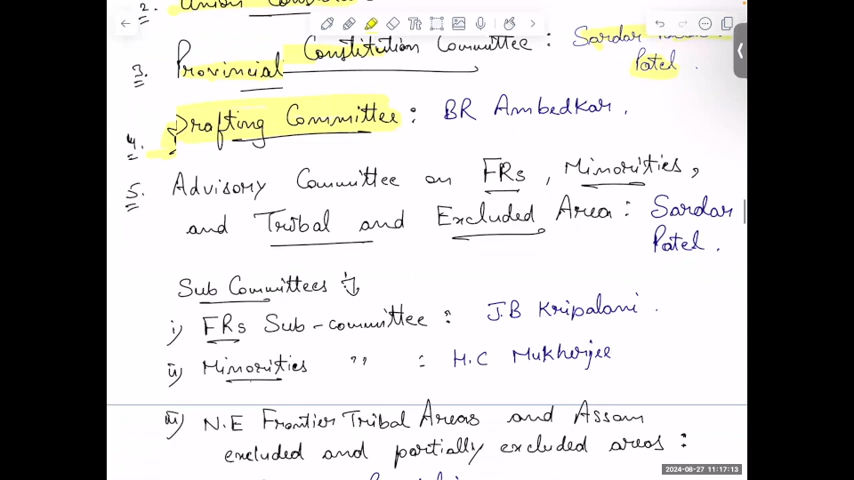 2. Union
Constitution Committee : Sardar
3. Provincial Patel.
4. Drafting Committee : BR Ambedkar.
5. Advisory Committee on FRs, Minorities,
and Tribal and Excluded Area : Sardar
Patel.
Sub Committees
i) FRs Sub-committee : J.B Kripalani.
ii) Minorities " : H.C Mukherjee
iii) N.E Frontier Tribal Areas and Assam
excluded and partially excluded areas :
2024-08-27 11:17:13